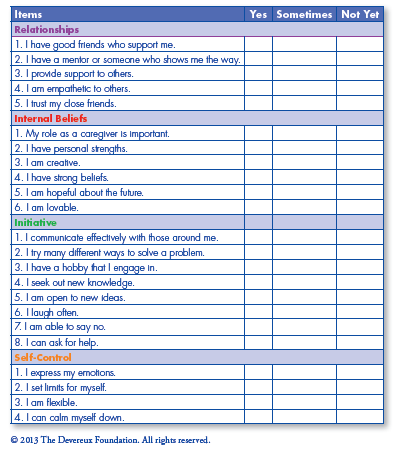 Items Yes Sometimes Not Yet
Relationships
1. I have good friends who support me.
2. I have a mentor or someone who shows me the way.
3. I provide support to others.
4. I am empathetic to others.
5. I trust my close friends.
Internal Beliefs
1. My role as a caregiver is important.
2. I have personal strengths.
3. I am creative.
4. I have strong beliefs.
5. I am hopeful about the future.
6. I am lovable.
Initiative
1. I communicate effectively with those around me.
2. I try many different ways to solve a problem.
3. I have a hobby that I engage in.
4. I seek out new knowledge.
5. I am open to new ideas.
6. I laugh often.
7. I am able to say no.
8. I can ask for help.
Self-Control
1. I express my emotions.
2. I set limits for myself.
3. I am flexible.
4. I can calm myself down.
© 2013 The Devereux Foundation. All rights reserved.